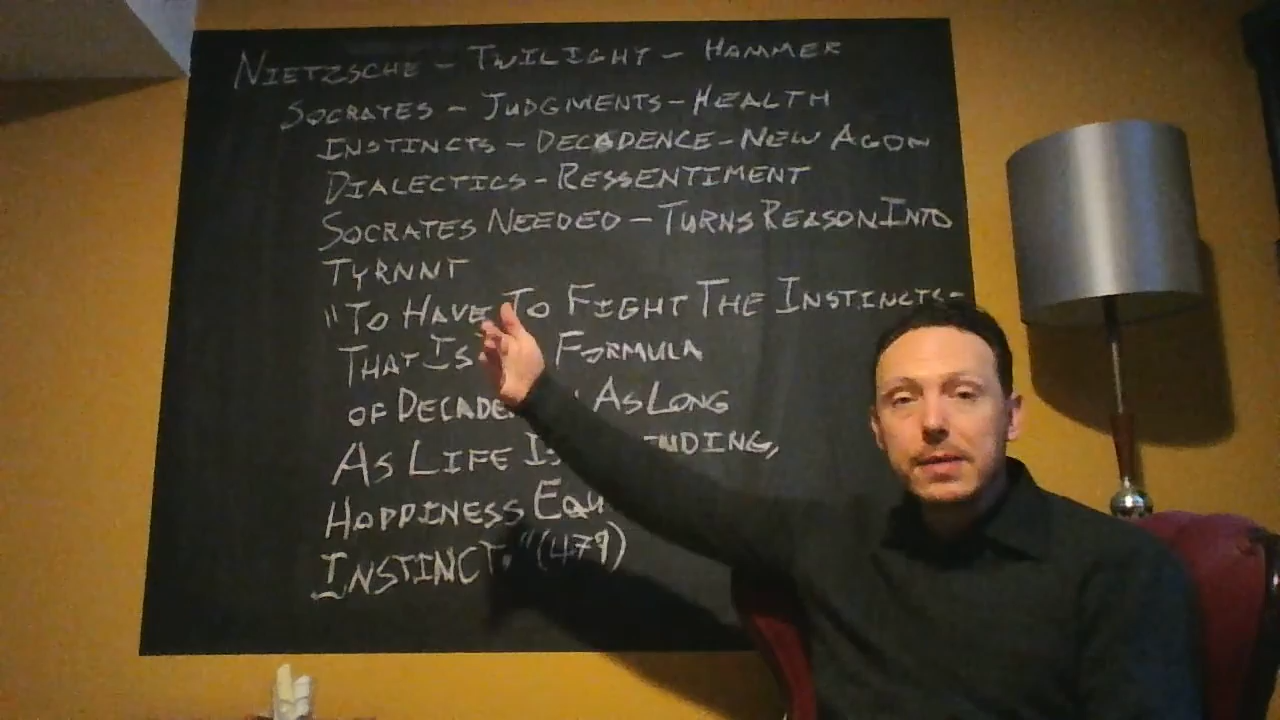 NIETZSCHE - TWILIGHT - HAMMER
SOCRATES - JUDGMENTS - HEALTH
INSTINCTS - DECADENCE - NEW AGON
DIALECTICS - RESSENTIMENT
SOCRATES NEEDED - TURNS REASON INTO
TYRNNT
"TO HAVE TO FIGHT THE INSTINCTS-
THAT IS FORMULA
OF DECADE AS LONG
AS LIFE IS NDING,
HAPPINESS EQU
INSTINCT." (479)